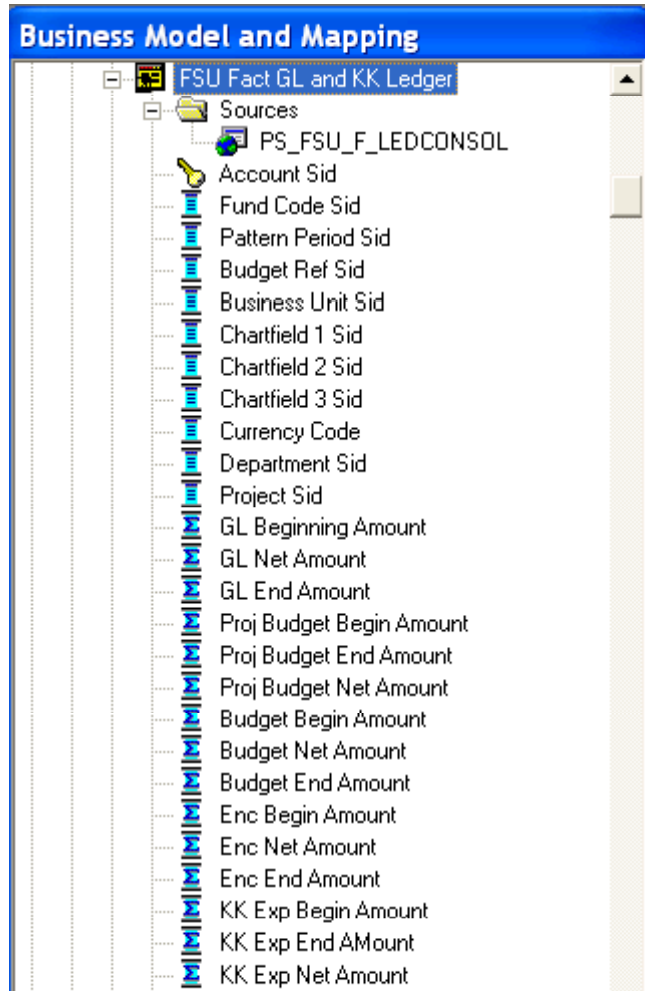 Business Model and Mapping
FSU Fact GL and KK Ledger
Sources
PS_FSU_F_LEDCONSOL
Account Sid
Fund Code Sid
Pattern Period Sid
Budget Ref Sid
Business Unit Sid
Chartfield 1 Sid
Chartfield 2 Sid
Chartfield 3 Sid
Currency Code
Department Sid
Project Sid
GL Beginning Amount
GL Net Amount
GL End Amount
Proj Budget Begin Amount
Proj Budget End Amount
Proj Budget Net Amount
Budget Begin Amount
Budget Net Amount
Budget End Amount
Enc Begin Amount
Enc Net Amount
Enc End Amount
KK Exp Begin Amount
KK Exp End AMount
KK Exp Net Amount